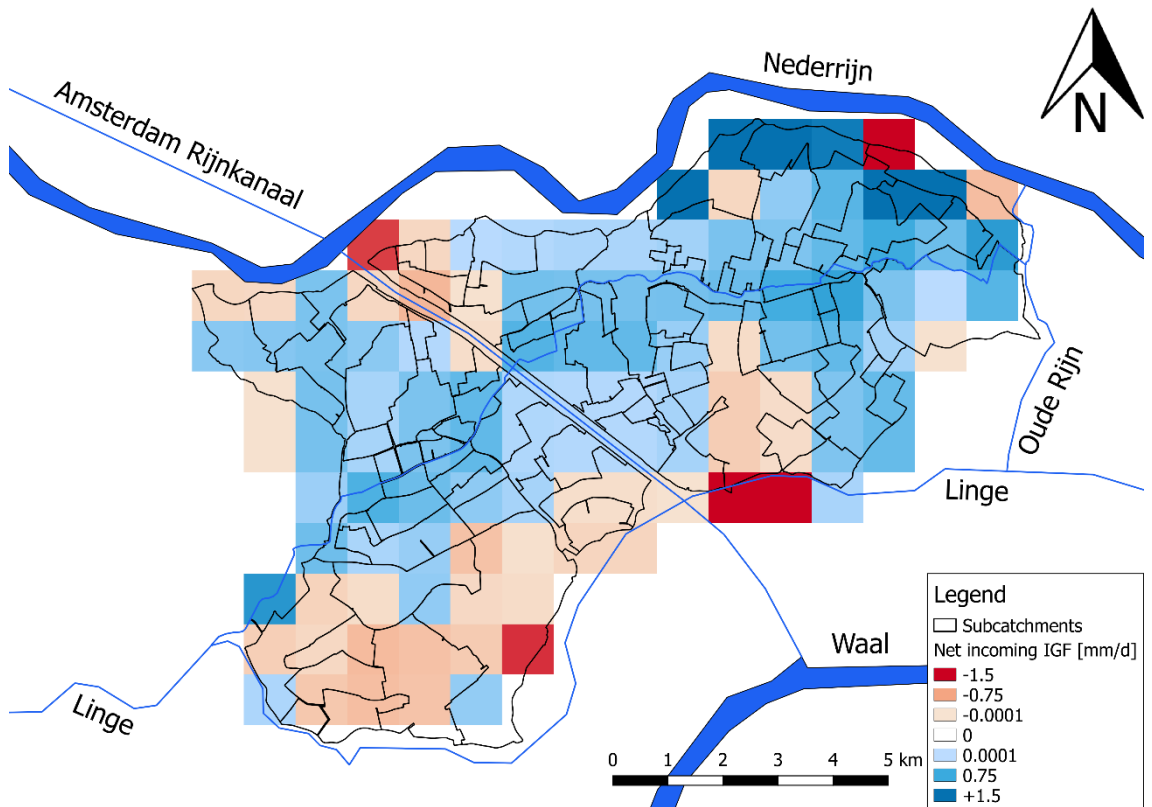 Nederrijn
N
Amsterdam Rijnkanaal
Oude Rijn
Linge
Waal
Linge
0 1 2 3 4 5 km
Legend
Subcatchments
Net incoming IGF [mm/d]
-1.5
-0.75
-0.0001
0
0.0001
0.75
+1.5